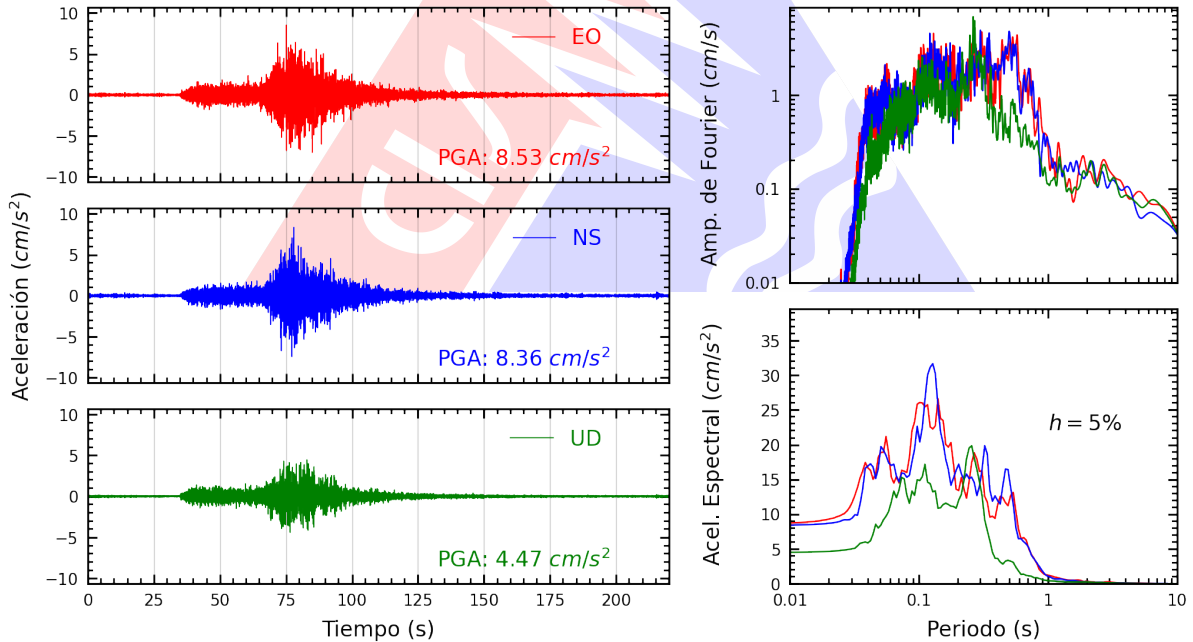 Aceleración (cm/s²)
10
5
0
−5
−10
EO
PGA: 8.53 cm/s²
10
5
0
−5
−10
NS
PGA: 8.36 cm/s²
10
5
0
−5
−10
UD
PGA: 4.47 cm/s²
0 25 50 75 100 125 150 175 200
Tiempo (s)
Amp. de Fourier (cm/s)
1
0.1
0.01
Acel. Espectral (cm/s²)
35
30
25
20
15
10
5
0
h = 5%
0.01 0.1 1 10
Periodo (s)